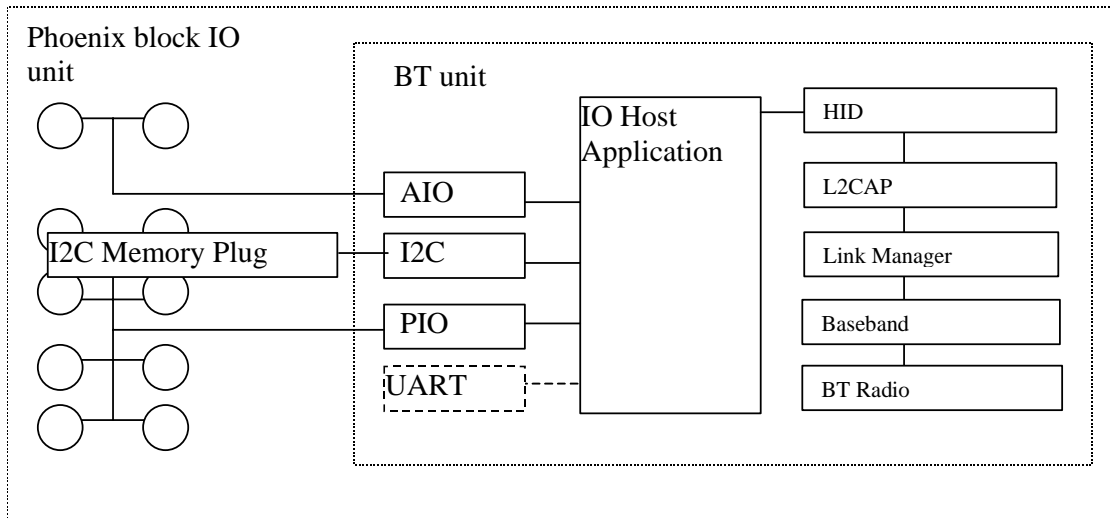 Phoenix block IO
unit
BT unit
IO Host
Application
HID
AIO
L2CAP
I2C Memory Plug
I2C
Link Manager
PIO
Baseband
UART
BT Radio